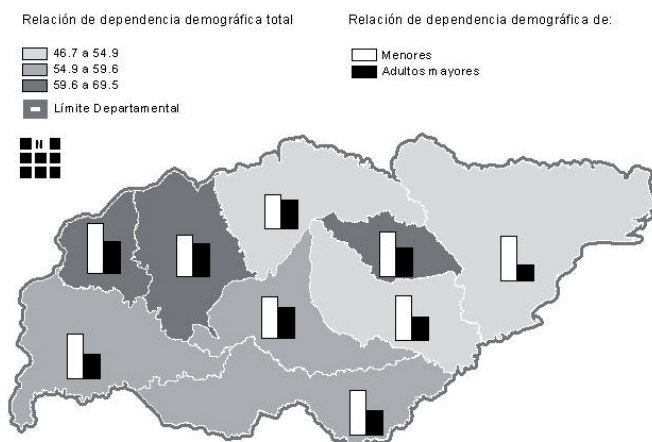 Relación de dependencia demográfica total
46.7 a 54.9
54.9 a 59.6
59.6 a 69.5
Límite Departamental
N
Relación de dependencia demográfica de:
Menores
Adultos mayores